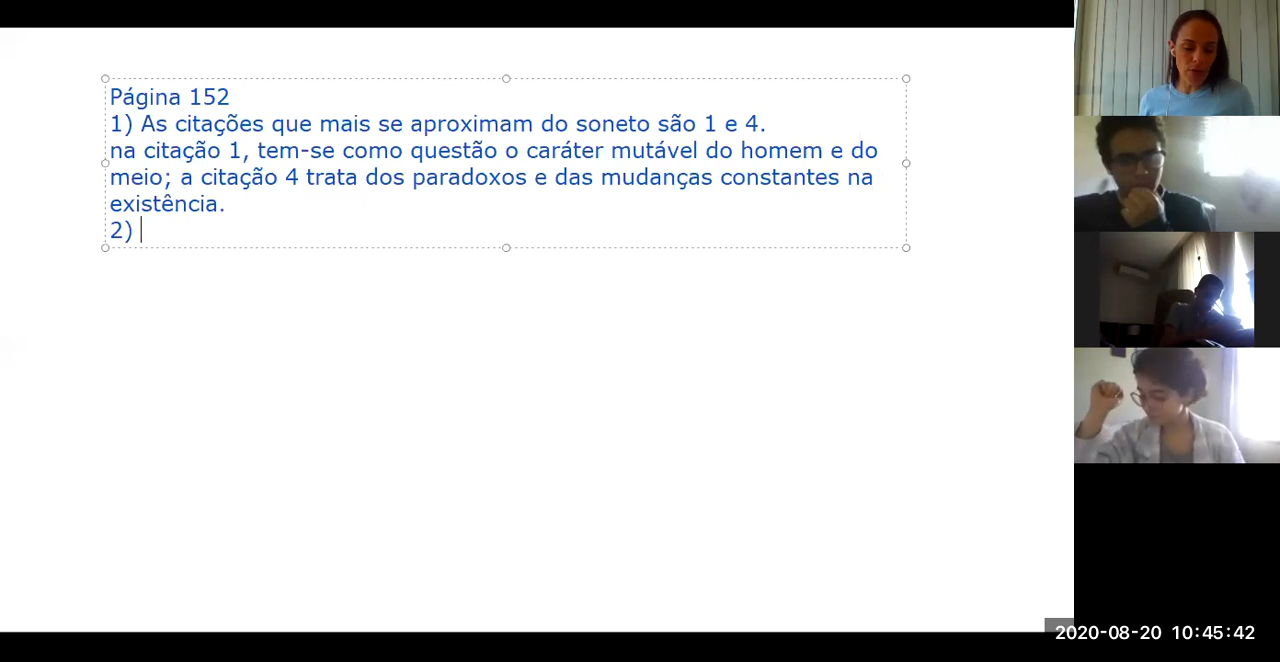 Página 152
1) As citações que mais se aproximam do soneto são 1 e 4.
na citação 1, tem-se como questão o caráter mutável do homem e do
meio; a citação 4 trata dos paradoxos e das mudanças constantes na
existência.
2)
2020-08-20 10:45:42